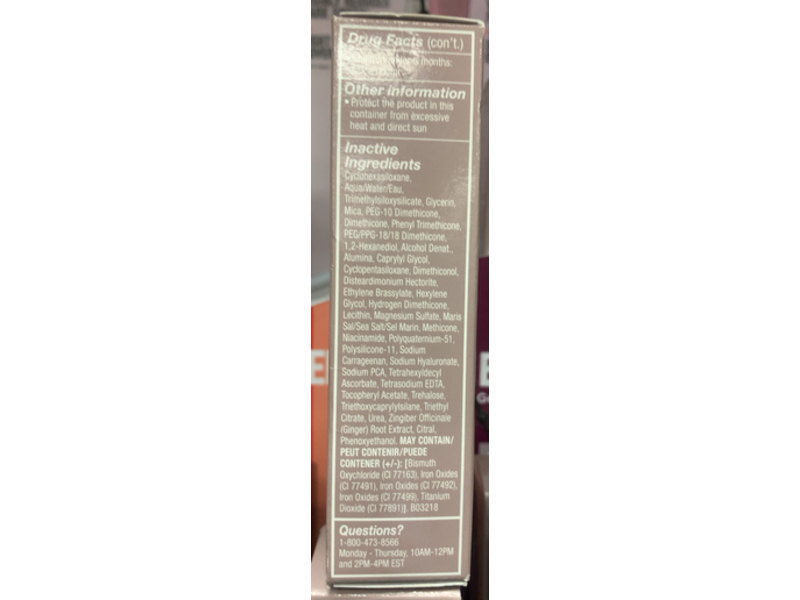 Drug Facts (con't.)
months:
Other information
• Protect the product in this
container from excessive
heat and direct sun
Inactive
Ingredients
Cyclohexasiloxane,
Aqua/Water/Eau,
Trimethylsiloxysilicate, Glycerin,
Mica, PEG-10 Dimethicone,
Dimethicone, Phenyl Trimethicone,
PEG/PPG-18/18 Dimethicone,
1,2-Hexanediol, Alcohol Denat.,
Alumina, Caprylyl Glycol,
Cyclopentasiloxane, Dimethiconol,
Disteardimonium Hectorite,
Ethylene Brassylate, Hexylene
Glycol, Hydrogen Dimethicone,
Lecithin, Magnesium Sulfate, Maris
Sal/Sea Salt/Sel Marin, Methicone,
Niacinamide, Polyquaternium-51,
Polysilicone-11, Sodium
Carrageenan, Sodium Hyaluronate,
Sodium PCA, Tetrahexyldecyl
Ascorbate, Tetrasodium EDTA,
Tocopheryl Acetate, Trehalose,
Triethoxycaprylylsilane, Triethyl
Citrate, Urea, Zingiber Officinale
(Ginger) Root Extract, Citral,
Phenoxyethanol. MAY CONTAIN/
PEUT CONTENIR/PUEDE
CONTENER (+/-): [Bismuth
Oxychloride (CI 77163), Iron Oxides
(CI 77491), Iron Oxides (CI 77492),
Iron Oxides (CI 77499), Titanium
Dioxide (CI 77891)]. B03218
Questions?
1-800-473-8566
Monday - Thursday, 10AM-12PM
and 2PM-4PM EST
E
E